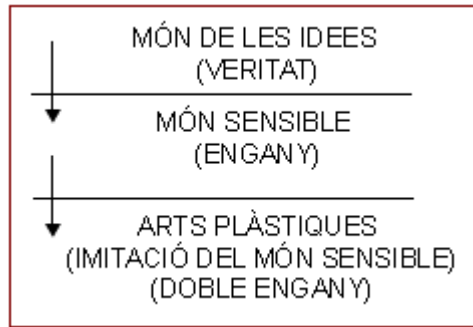 MÓN DE LES IDEES
(VERITAT)
MÓN SENSIBLE
(ENGANY)
ARTS PLÀSTIQUES
(IMITACIÓ DEL MÓN SENSIBLE)
(DOBLE ENGANY)